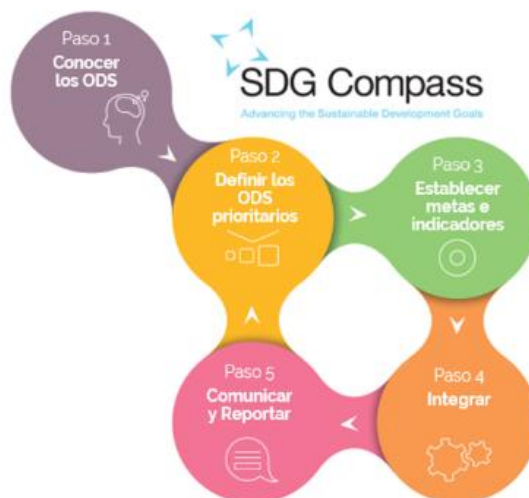 Paso 1
Conocer
los ODS
SDG Compass
Advancing the Sustainable Development Goals
Paso 2
Definir los
ODS
prioritarios
Paso 3
Establecer
metas e
indicadores
Paso 4
Integrar
Paso 5
Comunicar
y Reportar